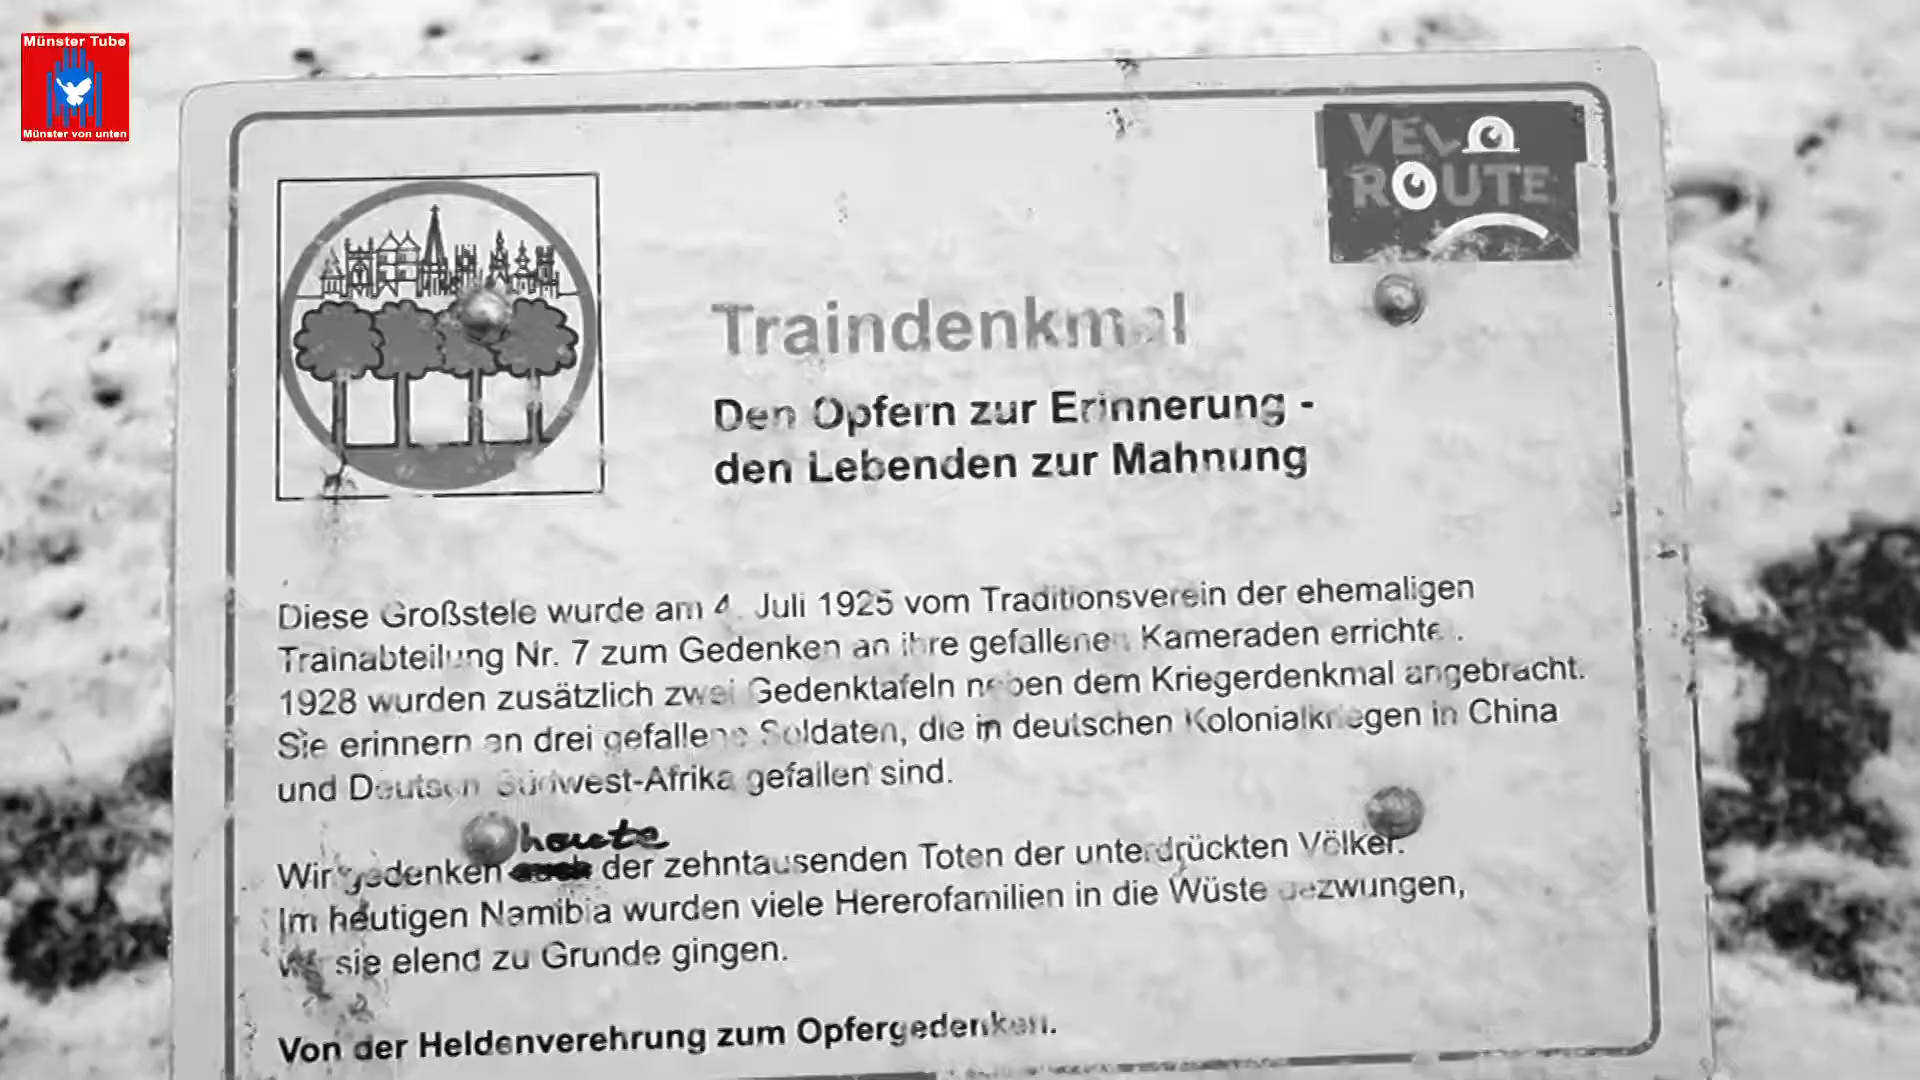 Münster Tube
Münster von unten
VELO
ROUTE
Traindenkmal
Den Opfern zur Erinnerung -
den Lebenden zur Mahnung
Diese Großstele wurde am 4. Juli 1925 vom Traditionsverein der ehemaligen
Trainabteilung Nr. 7 zum Gedenken an ihre gefallenen Kameraden errichtet.
1928 wurden zusätzlich zwei Gedenktafeln neben dem Kriegerdenkmal angebracht.
Sie erinnern an drei gefallene Soldaten, die in deutschen Kolonialkriegen in China
und Deutsch Südwest-Afrika gefallen sind.
heute
Wir gedenken auch der zehntausenden Toten der unterdrückten Völker.
Im heutigen Namibia wurden viele Hererofamilien in die Wüste gezwungen,
wo sie elend zu Grunde gingen.
Von der Heldenverehrung zum Opfergedenken.